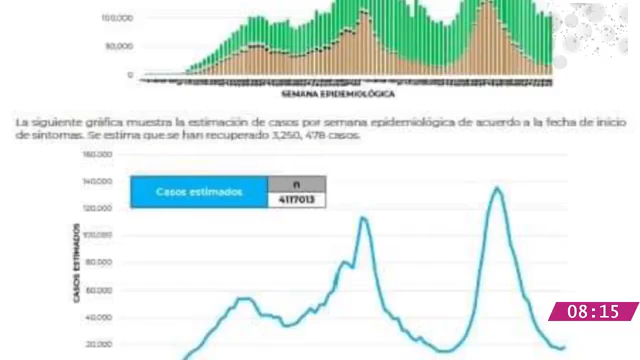 100,000
50,000
0
SEMANA EPIDEMIOLÓGICA
La siguiente gráfica muestra la estimación de casos por semana epidemiológica de acuerdo a la fecha de inicio
de síntomas. Se estima que se han recuperado 3,250, 478 casos.
160,000
140,000
Casos estimados
n
4117013
120,000
100,000
CASOS ESTIMADOS
80,000
60,000
40,000
08:15
20,000